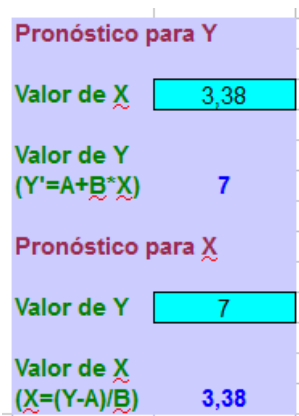 Pronóstico para Y
Valor de X 3,38
Valor de Y
(Y'=A+B*X) 7
Pronóstico para X
Valor de Y 7
Valor de X
(X=(Y-A)/B) 3,38